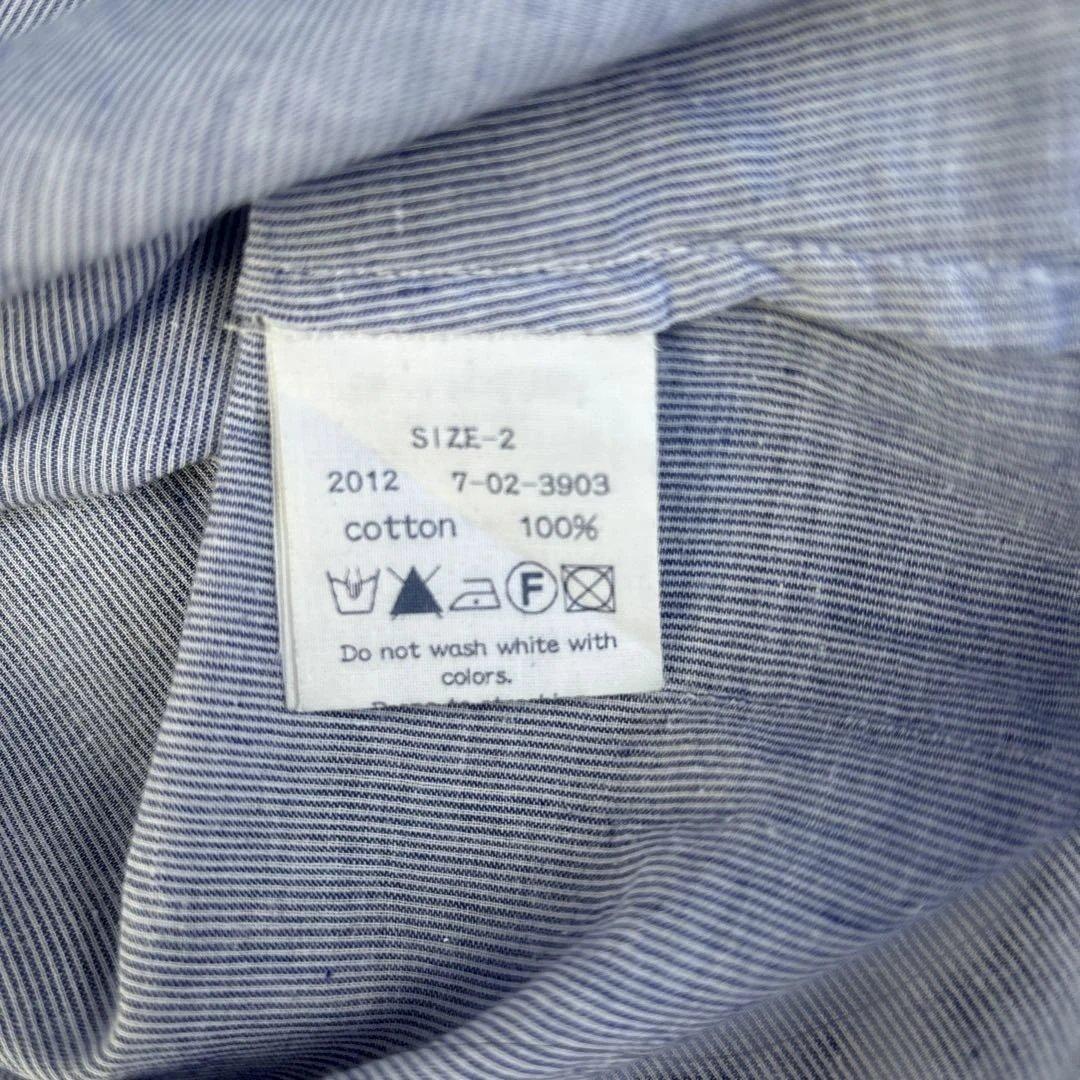 SIZE-2
2012 7-02-3903
cotton 100%
F
Do not wash white with
colors.